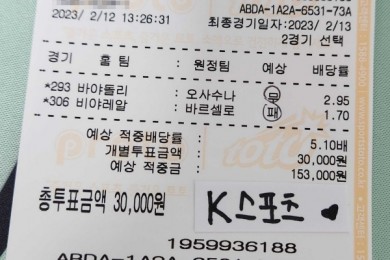 ABDA-1A2A-6531-73A
2023/ 2/12 13:26:31
최종경기일자:2023/ 2/13
2경기 선택
경기 홈 팀 : 원정팀 예상 배당률
*293 바야돌리 : 오사수나 무 2.95
*306 비야레알 : 바르셀로 패 1.70
예상 적중배당률 : 5.10배
개별투표금액 : 30,000원
예상 적중금 : 153,000원
총투표금액 30,000원
K스포츠 ♥
1959936188